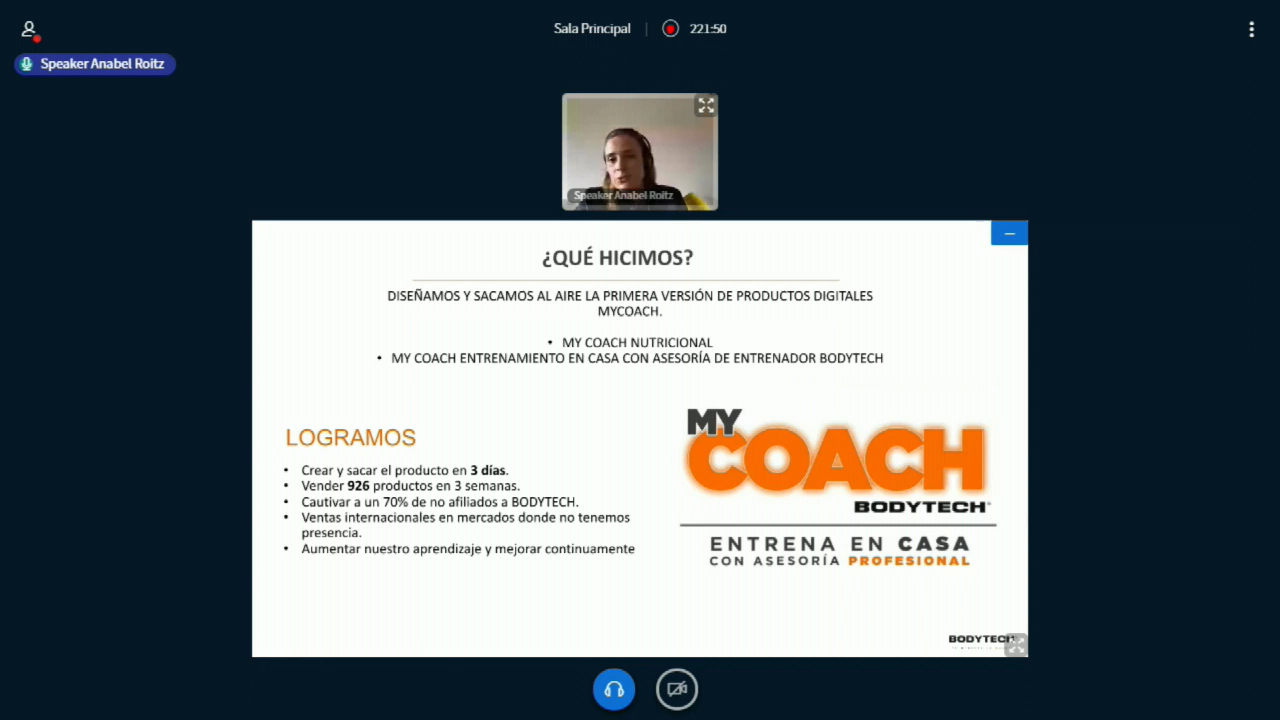 Sala Principal
221:50
Speaker Anabel Roitz
Speaker Anabel Roitz
¿QUÉ HICIMOS?
DISEÑAMOS Y SACAMOS AL AIRE LA PRIMERA VERSIÓN DE PRODUCTOS DIGITALES
MYCOACH.
• MY COACH NUTRICIONAL
• MY COACH ENTRENAMIENTO EN CASA CON ASESORÍA DE ENTRENADOR BODYTECH
LOGRAMOS
• Crear y sacar el producto en 3 días.
• Vender 926 productos en 3 semanas.
• Cautivar a un 70% de no afiliados a BODYTECH.
• Ventas internacionales en mercados donde no tenemos
presencia.
• Aumentar nuestro aprendizaje y mejorar continuamente
MY
COACH
BODYTECH
ENTRENA EN CASA
CON ASESORÍA PROFESIONAL
BODYTECH